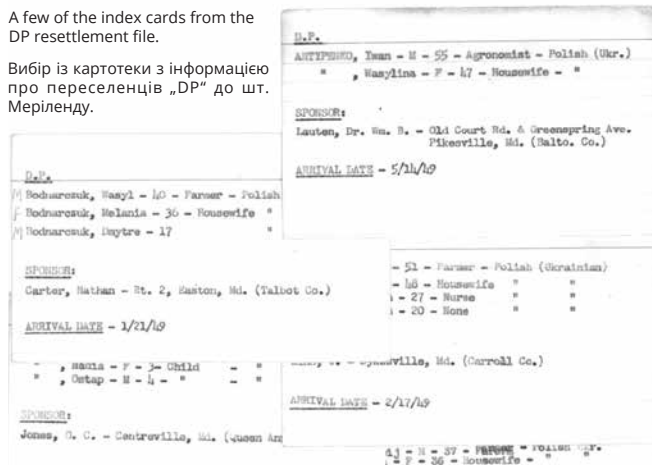 A few of the index cards from the
DP resettlement file.
Вибір із картотеки з інформацією
про переселенців „DP“ до шт.
Меріленду.
D.P.
ANTYPENKO, Iwan - M - 55 - Agronomist - Polish (Ukr.)
" , Wasylina - F - 47 - Housewife - "
SPONSOR:
Lauten, Dr. Wm. B. - Old Court Rd. & Greenspring Ave.
Pikesville, Md. (Balto. Co.)
ARRIVAL DATE - 5/14/49
D.P.
M Bodnarczuk, Wasyl - 40 - Farmer - Polish
F Bodnarczuk, Melania - 36 - Housewife "
M Bodnarczuk, Dmytro - 17 "
SPONSOR:
Carter, Nathan - Rt. 2, Easton, Md. (Talbot Co.)
ARRIVAL DATE - 1/21/49
- 51 - Farmer - Polish (Ukrainian)
- 48 - Housewife " "
- 27 - Nurse " "
- 20 - None " "
Md. (Carroll Co.)
ARRIVAL DATE - 2/17/49
" , - F - 3 - Child - "
" , Ostap - M - 4 - " - "
SPONSOR:
Jones, O. C. - Centreville, Md. (Queen
- M - 37 - - Polish Ukr.
- F - 36 - Housewife - " "